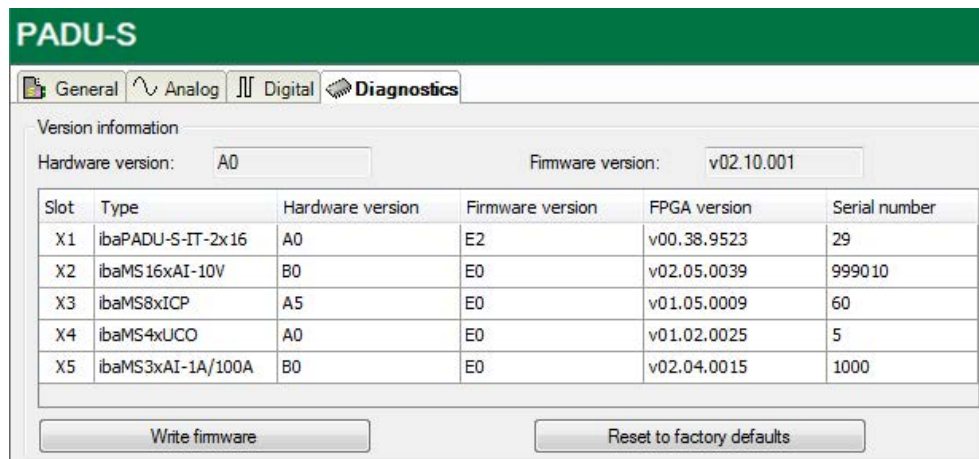 PADU-S
General Analog Digital Diagnostics
Version information
Hardware version: A0 Firmware version: v02.10.001
Slot Type Hardware version Firmware version FPGA version Serial number
X1 ibaPADU-S-IT-2x16 A0 E2 v00.38.9523 29
X2 ibaMS16xAI-10V B0 E0 v02.05.0039 999010
X3 ibaMS8xICP A5 E0 v01.05.0009 60
X4 ibaMS4xUCO A0 E0 v01.02.0025 5
X5 ibaMS3xAI-1A/100A B0 E0 v02.04.0015 1000
Write firmware Reset to factory defaults